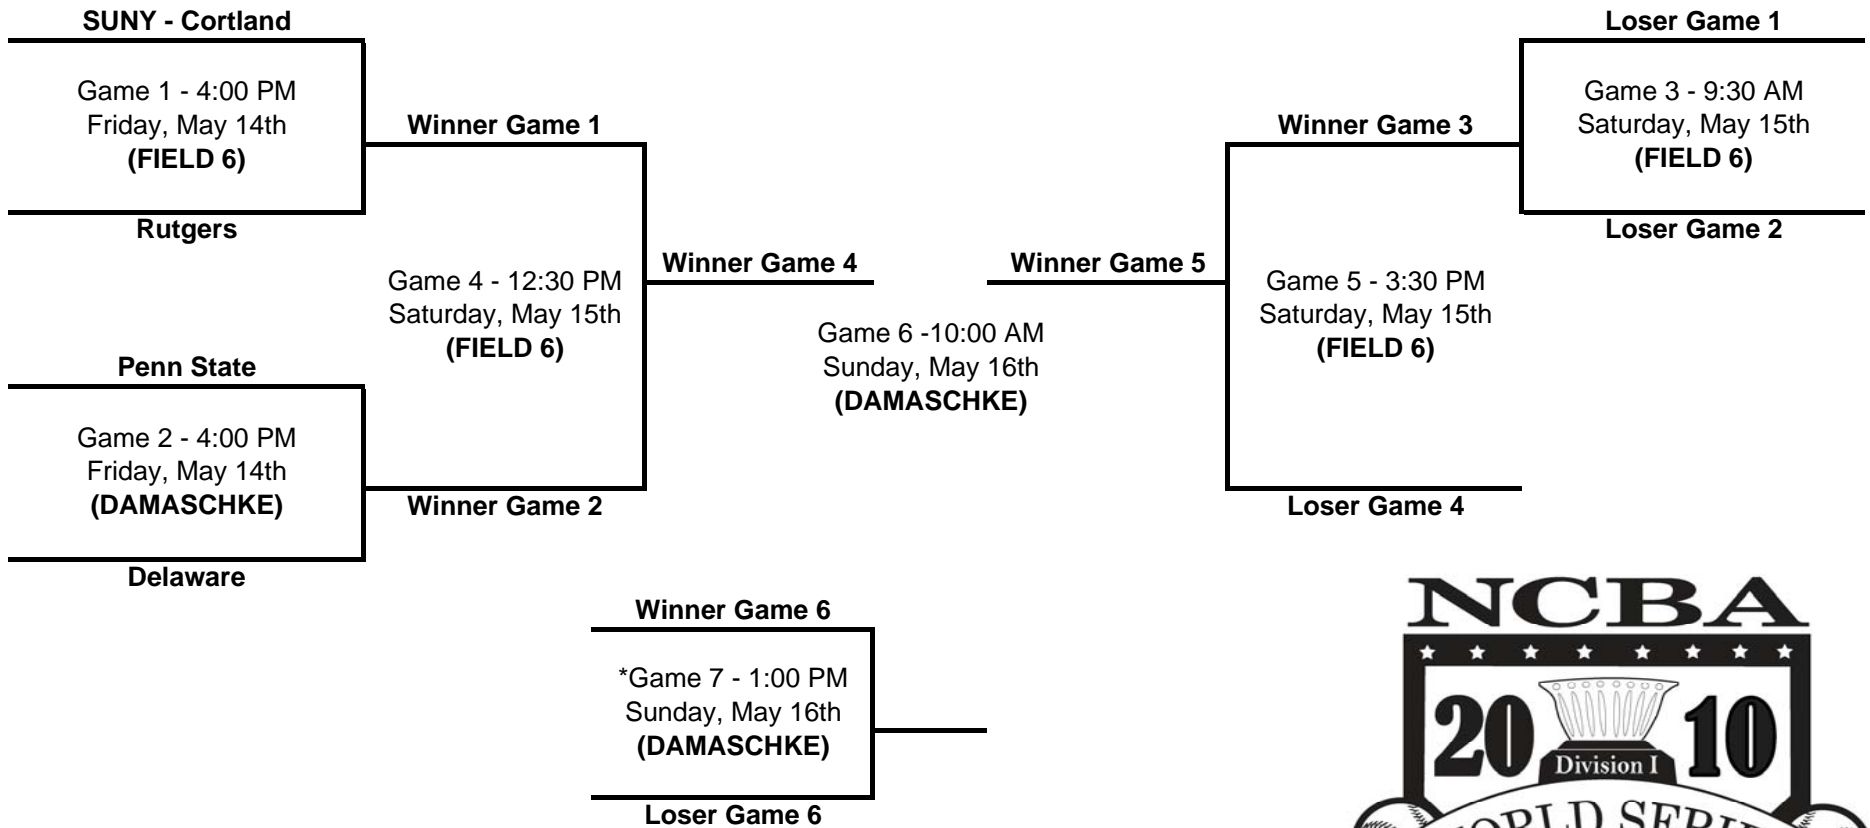 SUNY - Cortland
Game 1 - 4:00 PM
Friday, May 14th
(FIELD 6)
Rutgers
Penn State
Game 2 - 4:00 PM
Friday, May 14th
(DAMASCHKE)
Delaware
Winner Game 1
Game 4 - 12:30 PM
Saturday, May 15th
(FIELD 6)
Winner Game 2
Winner Game 4
Game 6 -10:00 AM
Sunday, May 16th
(DAMASCHKE)
Winner Game 5
Winner Game 3
Game 5 - 3:30 PM
Saturday, May 15th
(FIELD 6)
Loser Game 4
Loser Game 1
Game 3 - 9:30 AM
Saturday, May 15th
(FIELD 6)
Loser Game 2
Winner Game 6
*Game 7 - 1:00 PM
Sunday, May 16th
(DAMASCHKE)
Loser Game 6
NCBA
20 10
Division I